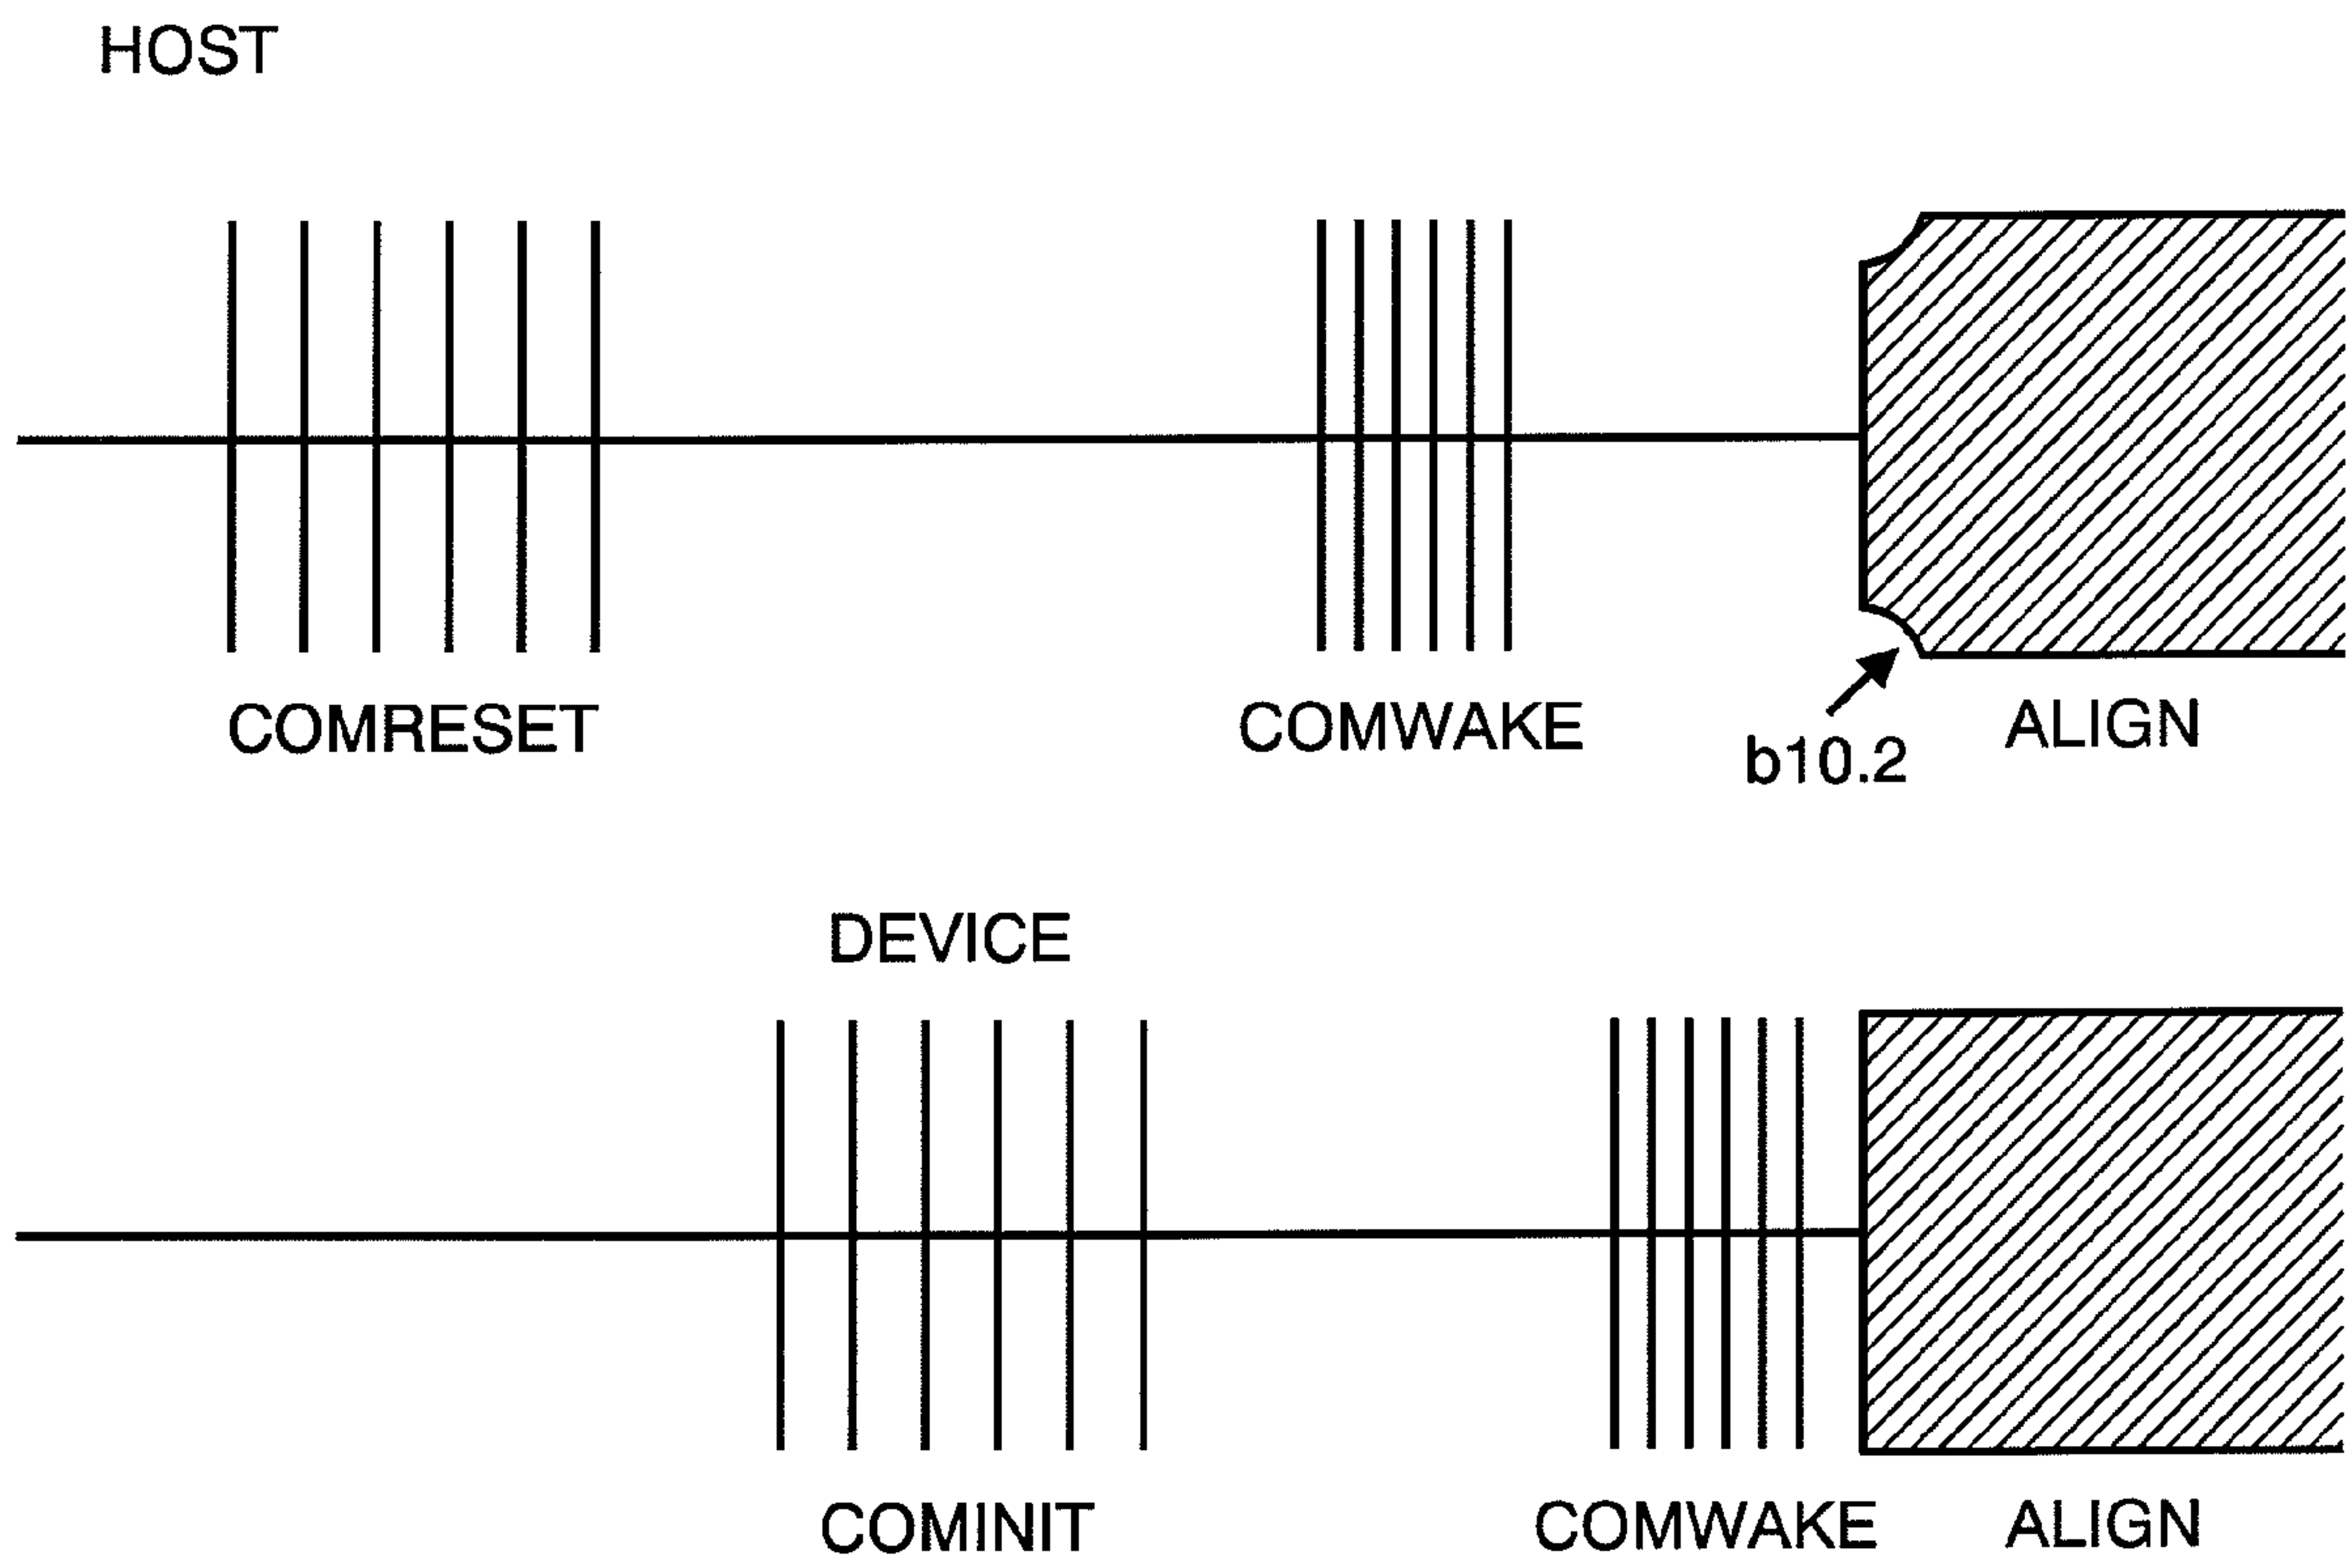 HOST
COMRESET
COMWAKE
b10.2
ALIGN
DEVICE
COMINIT
COMWAKE
ALIGN